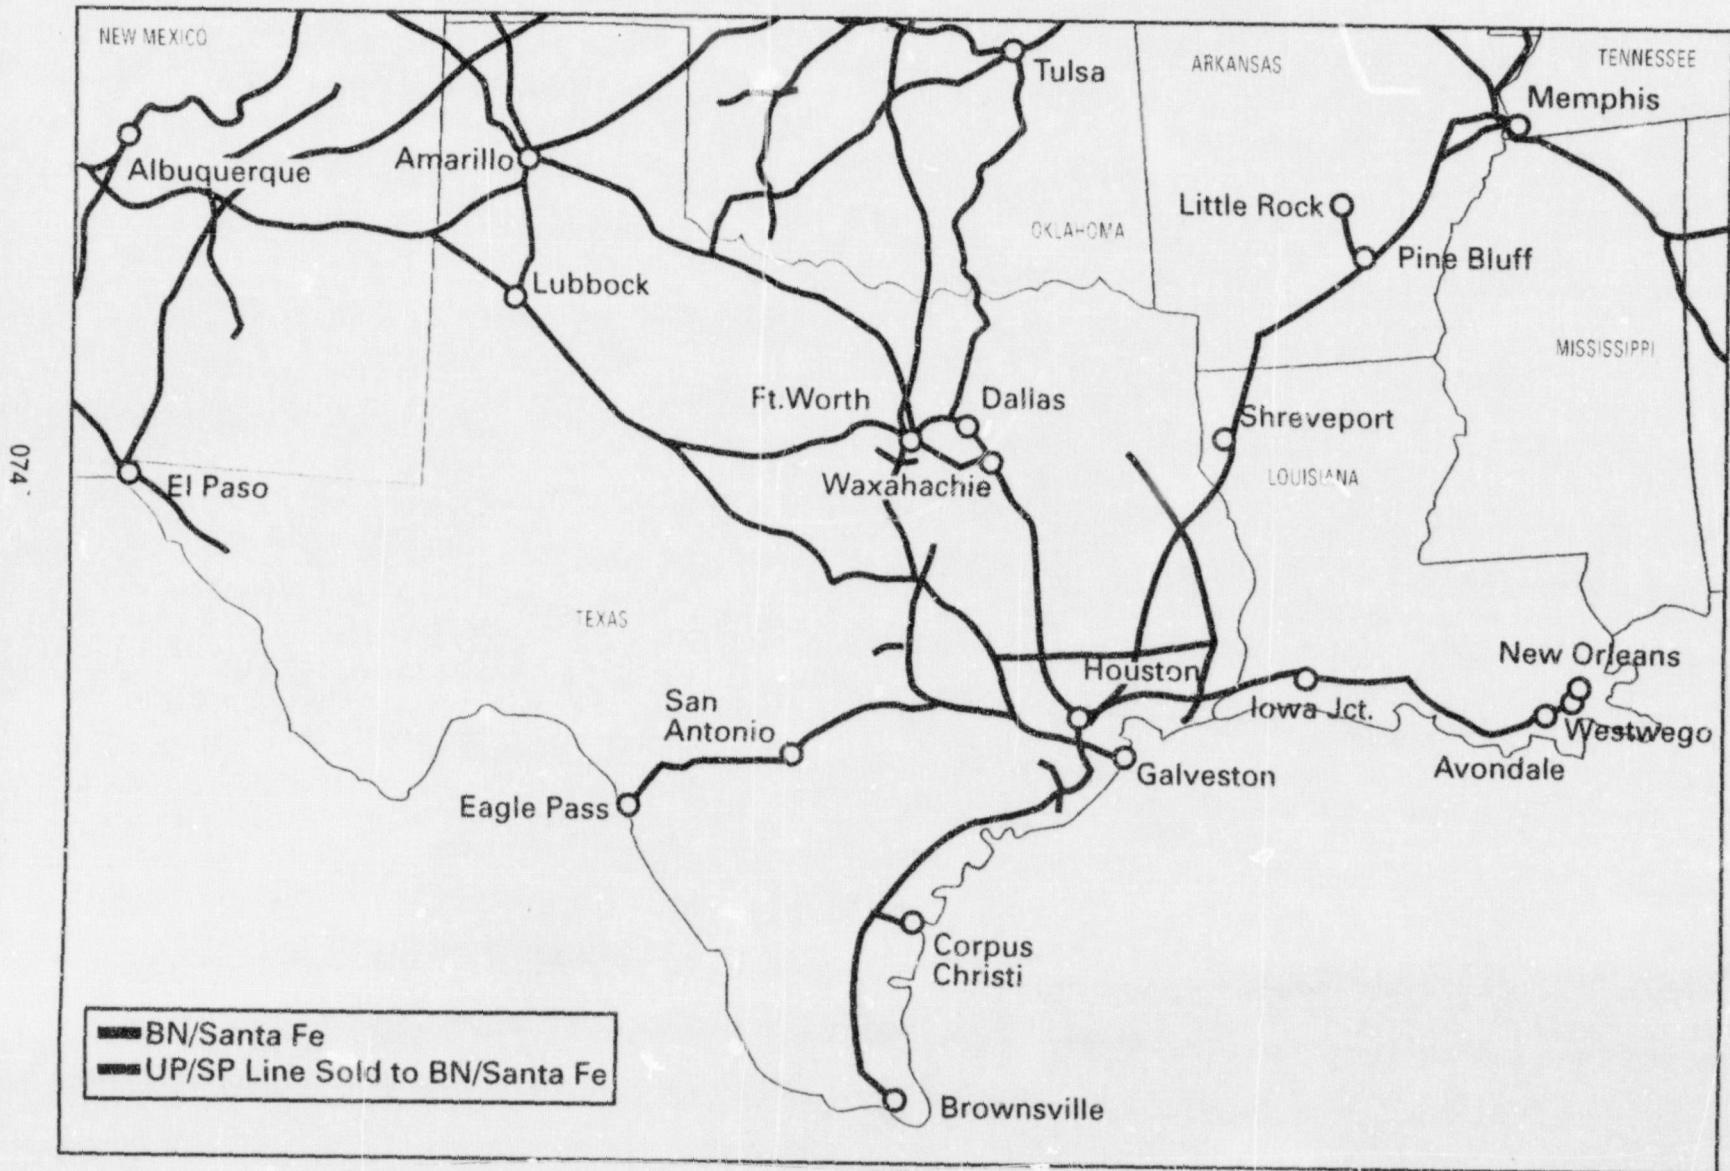 NEW MEXICO
ARKANSAS
TENNESSEE
Tulsa
Memphis
Albuquerque
Amarillo
Little Rock
OKLAHOMA
Pine Bluff
Lubbock
MISSISSIPPI
Ft. Worth
Dallas
Shreveport
074
El Paso
Waxahachie
LOUISIANA
TEXAS
New Orleans
Houston
San
Antonio
Iowa Jct.
Westwego
Avondale
Galveston
Eagle Pass
Corpus
Christi
BN/Santa Fe
UP/SP Line Sold to BN/Santa Fe
Brownsville